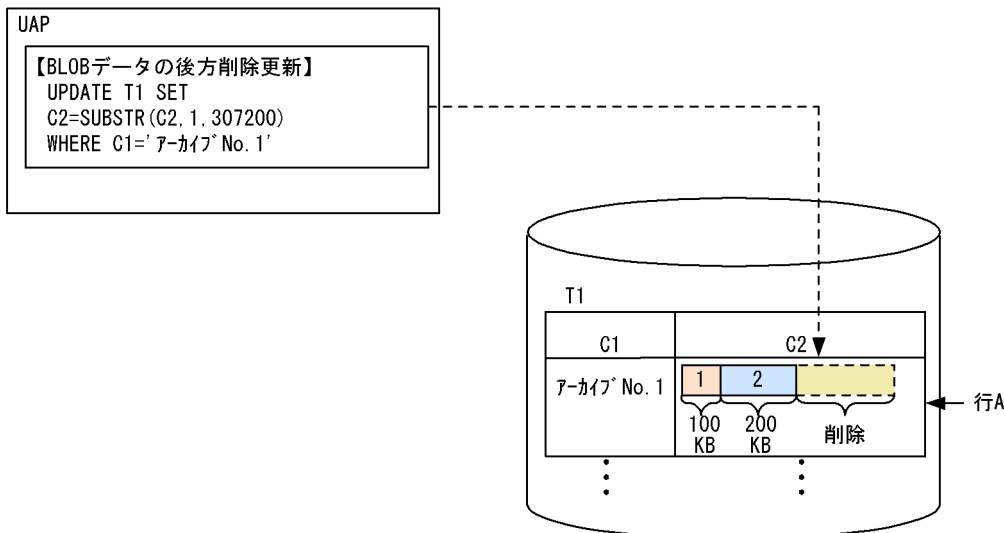 UAP
【BLOBデータの後方削除更新】
UPDATE T1 SET
C2=SUBSTR(C2,1,307200)
WHERE C1='ｱｰｶｲﾌﾞNo.1'
T1
C1 C2
ｱｰｶｲﾌﾞNo.1 1 2
行A
100 KB 200 KB 削除